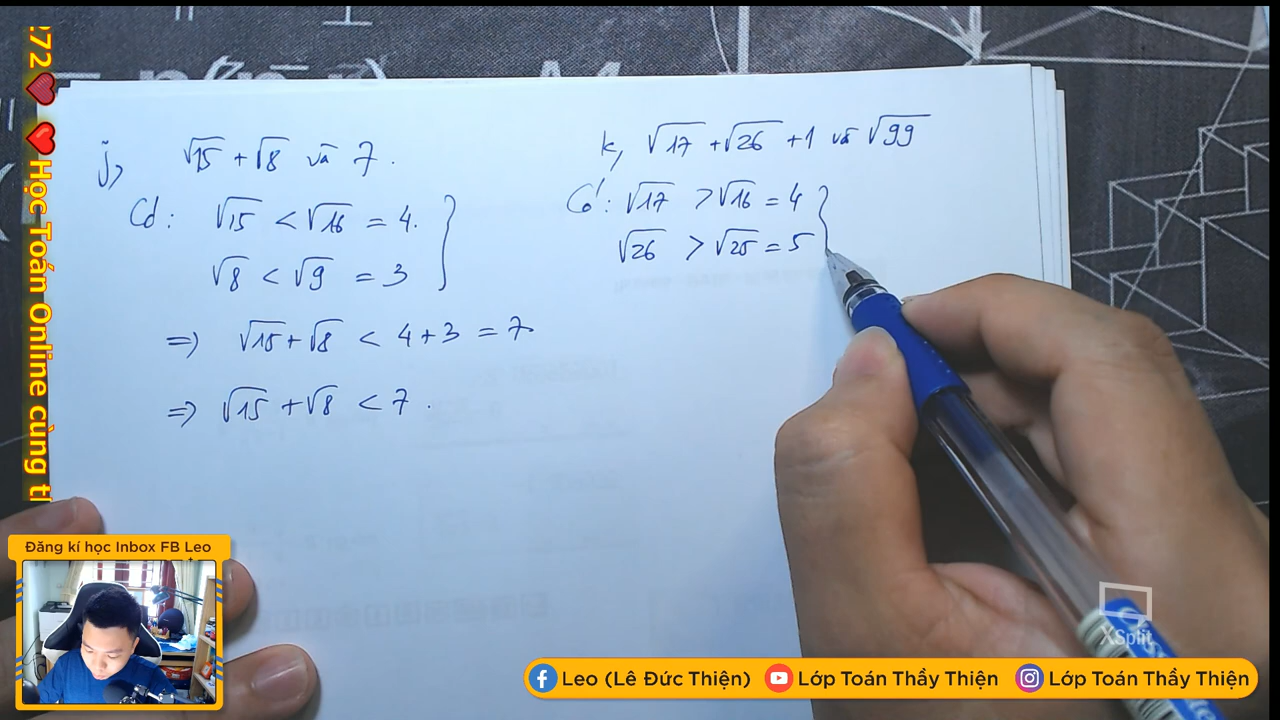 :72❤ ❤Học Toán Online cùng t
j, √15 + √8 và 7.
Có: √15 < √16 = 4.
√8 < √9 = 3
=> √15 + √8 < 4 + 3 = 7
=> √15 + √8 < 7.
k, √17 + √26 + 1 và √99
Có: √17 > √16 = 4
√26 > √25 = 5
Đăng kí học Inbox FB Leo
XSplit
Leo (Lê Đức Thiện) Lớp Toán Thầy Thiện Lớp Toán Thầy Thiện